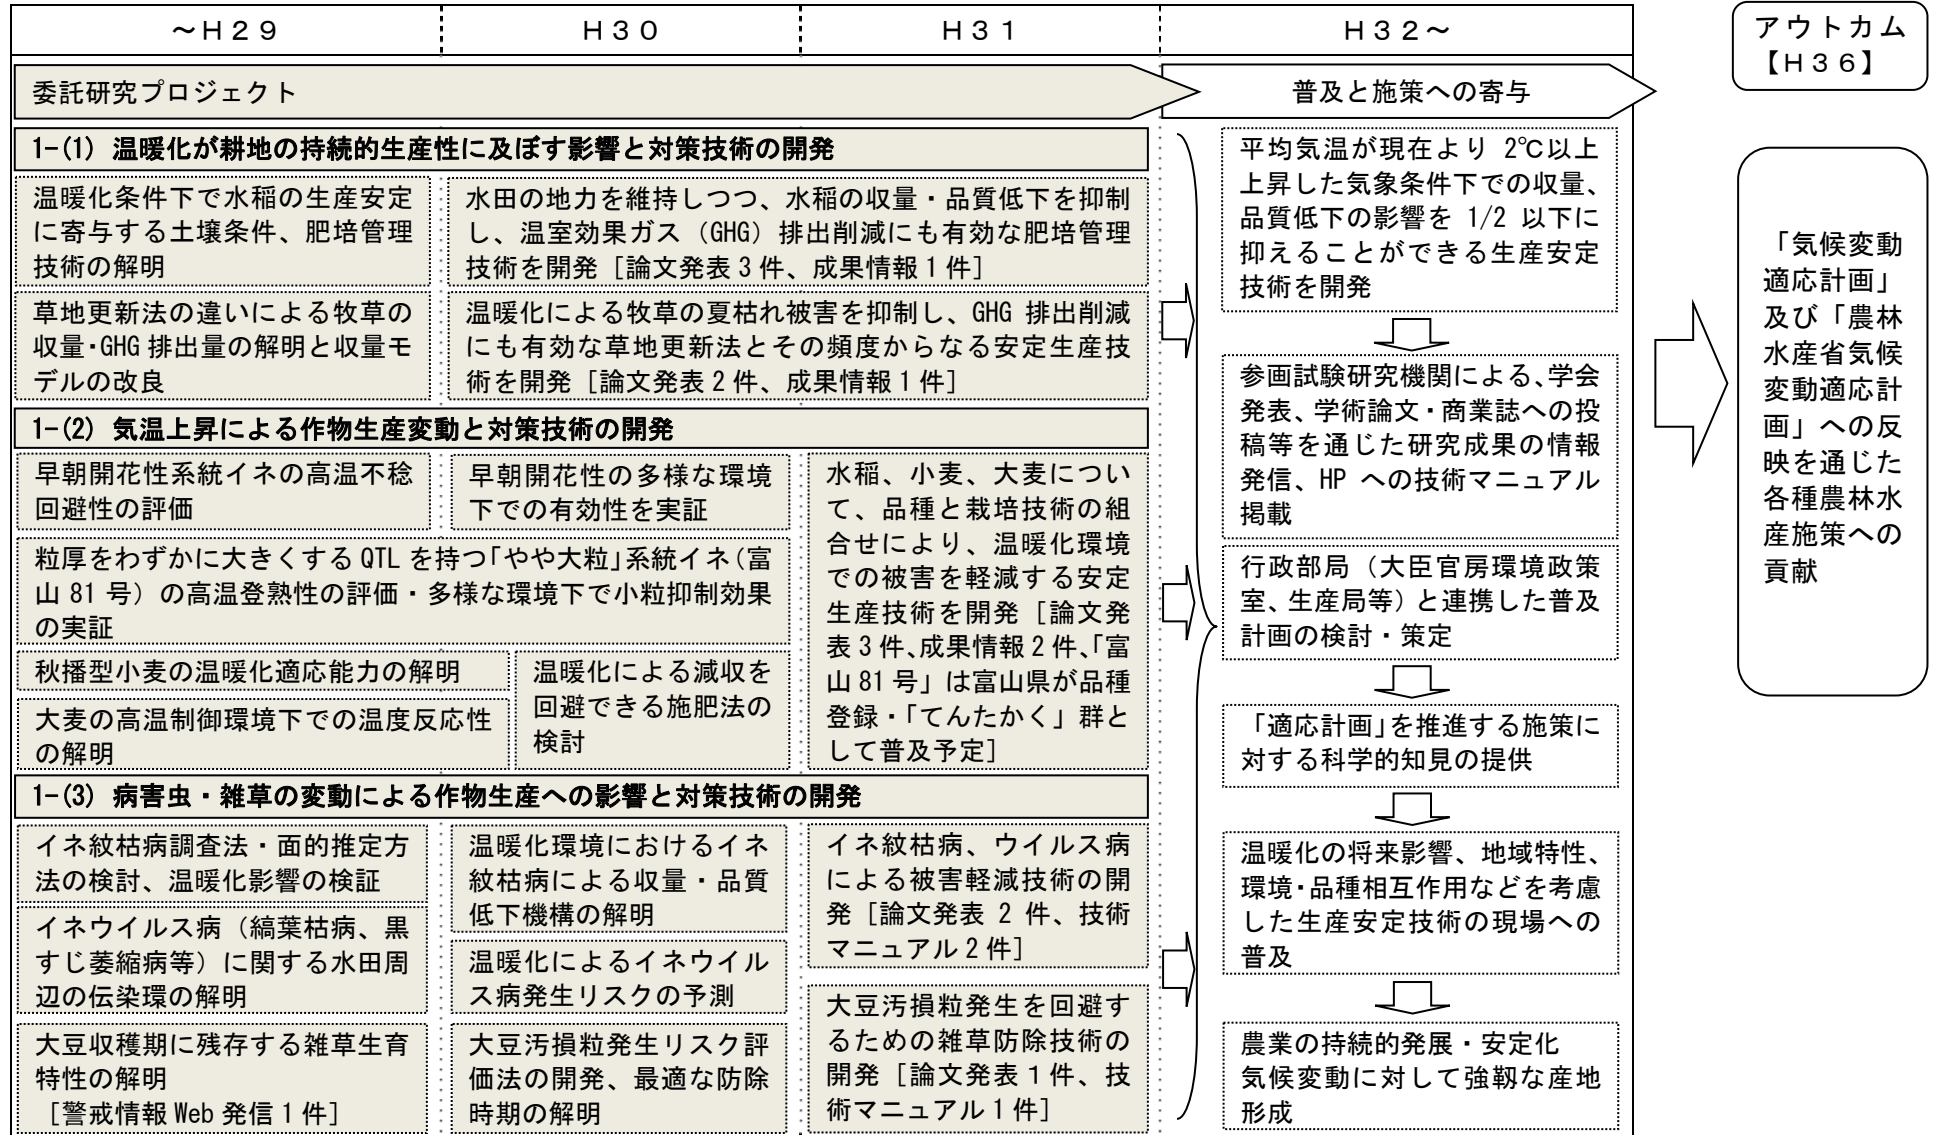 ～Ｈ２９
Ｈ３０
Ｈ３１
Ｈ３２～
委託研究プロジェクト
普及と施策への寄与
アウトカム
【Ｈ３６】
1-(1) 温暖化が耕地の持続的生産性に及ぼす影響と対策技術の開発
温暖化条件下で水稲の生産安定
に寄与する土壌条件、肥培管理
技術の解明
水田の地力を維持しつつ、水稲の収量・品質低下を抑制
し、温室効果ガス（GHG）排出削減にも有効な肥培管理
技術を開発［論文発表３件、成果情報１件］
草地更新法の違いによる牧草の
収量・GHG 排出量の解明と収量モ
デルの改良
温暖化による牧草の夏枯れ被害を抑制し、GHG 排出削減
にも有効な草地更新法とその頻度からなる安定生産技
術を開発［論文発表２件、成果情報１件］
1-(2) 気温上昇による作物生産変動と対策技術の開発
早朝開花性系統イネの高温不稔
回避性の評価
早朝開花性の多様な環境
下での有効性を実証
粒厚をわずかに大きくする QTL を持つ「やや大粒」系統イネ（富
山 81 号）の高温登熟性の評価・多様な環境下で小粒抑制効果
の実証
秋播型小麦の温暖化適応能力の解明
大麦の高温制御環境下での温度反応性
の解明
温暖化による減収を
回避できる施肥法の
検討
水稲、小麦、大麦につい
て、品種と栽培技術の組
合せにより、温暖化環境
での被害を軽減する安定
生産技術を開発［論文発
表３件、成果情報２件、「富
山 81 号」は富山県が品種
登録・「てんたかく」群と
して普及予定］
1-(3) 病害虫・雑草の変動による作物生産への影響と対策技術の開発
イネ紋枯病調査法・面的推定方
法の検討、温暖化影響の検証
イネウイルス病（縞葉枯病、黒
すじ萎縮病等）に関する水田周
辺の伝染環の解明
大豆収穫期に残存する雑草生育
特性の解明
［警戒情報 Web 発信１件］
温暖化環境におけるイネ
紋枯病による収量・品質
低下機構の解明
温暖化によるイネウイル
ス病発生リスクの予測
大豆汚損粒発生リスク評
価法の開発、最適な防除
時期の解明
イネ紋枯病、ウイルス病
による被害軽減技術の開
発［論文発表 2 件、技術
マニュアル２件］
大豆汚損粒発生を回避す
るための雑草防除技術の
開発［論文発表１件、技
術マニュアル１件］
平均気温が現在より 2℃以上
上昇した気象条件下での収量、
品質低下の影響を 1/2 以下に
抑えることができる生産安定
技術を開発
参画試験研究機関による、学会
発表、学術論文・商業誌への投
稿等を通じた研究成果の情報
発信、HP への技術マニュアル
掲載
行政部局（大臣官房環境政策
室、生産局等）と連携した普及
計画の検討・策定
「適応計画」を推進する施策に
対する科学的知見の提供
温暖化の将来影響、地域特性、
環境・品種相互作用などを考慮
した生産安定技術の現場への
普及
農業の持続的発展・安定化
気候変動に対して強靭な産地
形成
「気候変動
適応計画」
及び「農林
水産省気候
変動適応計
画」への反
映を通じた
各種農林水
産施策への
貢献